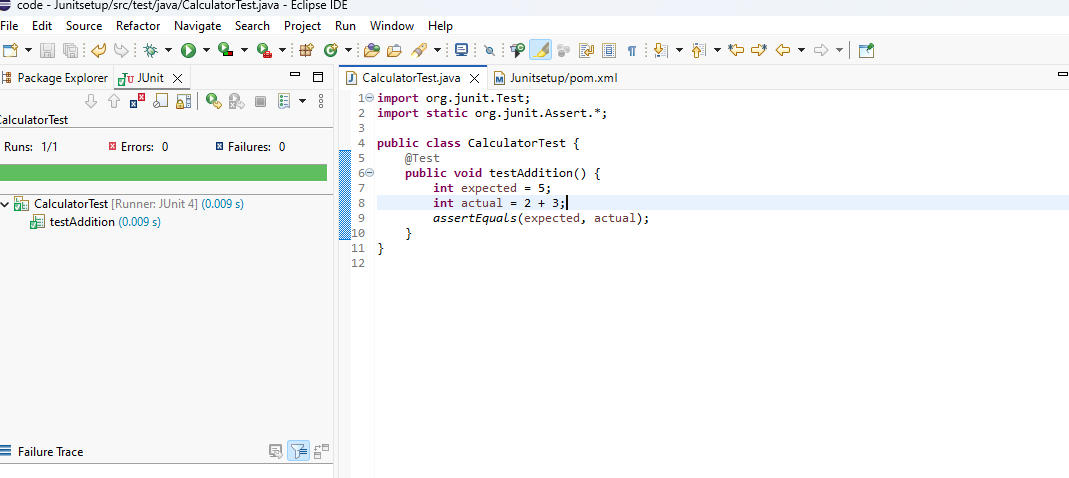 code - Junitsetup/src/test/java/CalculatorTest.java - Eclipse IDE
File Edit Source Refactor Navigate Search Project Run Window Help
Package Explorer JUnit
CalculatorTest.java Junitsetup/pom.xml
alculatorTest
Runs: 1/1 Errors: 0 Failures: 0
CalculatorTest [Runner: JUnit 4] (0.009 s)
testAddition (0.009 s)
Failure Trace
1 import org.junit.Test;
2 import static org.junit.Assert.*;
3
4 public class CalculatorTest {
5     @Test
6     public void testAddition() {
7         int expected = 5;
8         int actual = 2 + 3;
9         assertEquals(expected, actual);
10     }
11 }
12